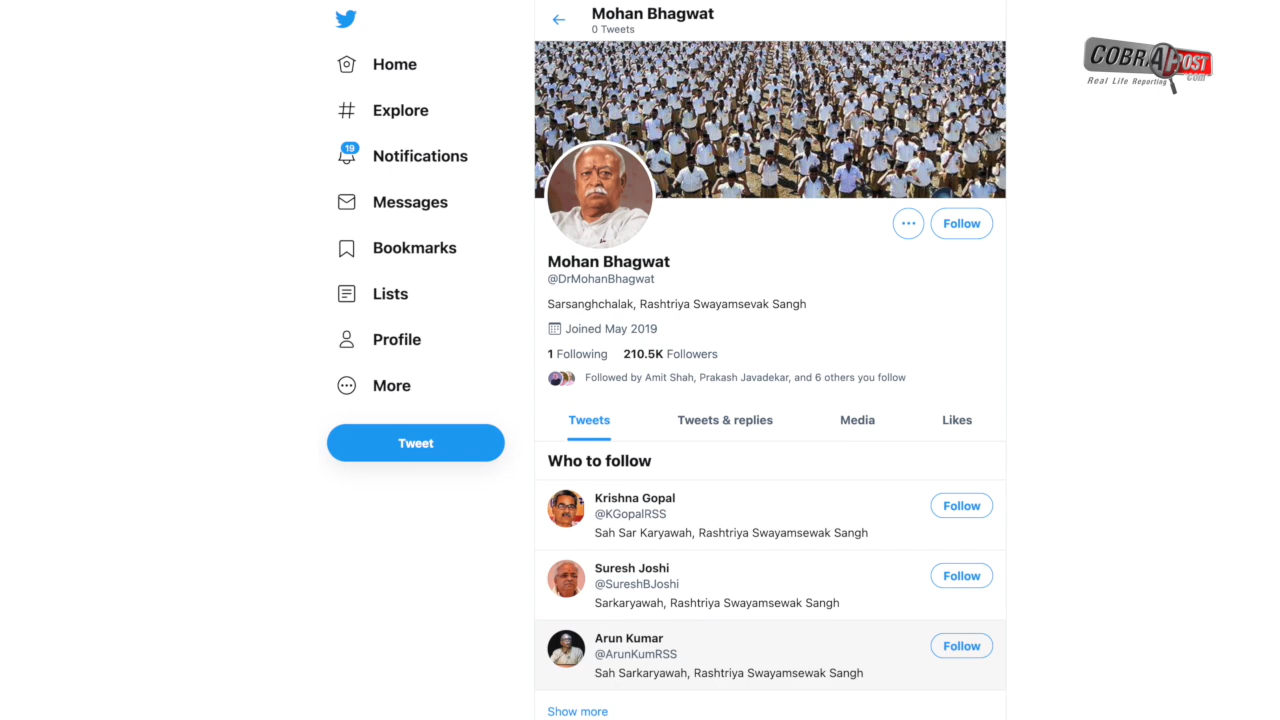 Home
Explore
19
Notifications
Messages
Bookmarks
Lists
Profile
More
Tweet
Mohan Bhagwat
0 Tweets
Follow
Mohan Bhagwat
@DrMohanBhagwat
Sarsanghchalak, Rashtriya Swayamsevak Sangh
Joined May 2019
1 Following 210.5K Followers
Followed by Amit Shah, Prakash Javadekar, and 6 others you follow
Tweets Tweets & replies Media Likes
Who to follow
Krishna Gopal
@KGopalRSS
Sah Sar Karyawah, Rashtriya Swayamsewak Sangh
Follow
Suresh Joshi
@SureshBJoshi
Sarkaryawah, Rashtriya Swayamsewak Sangh
Follow
Arun Kumar
@ArunKumRSS
Sah Sarkaryawah, Rashtriya Swayamsewak Sangh
Follow
Show more
COBRAPOST
.com
Real Life Reporting